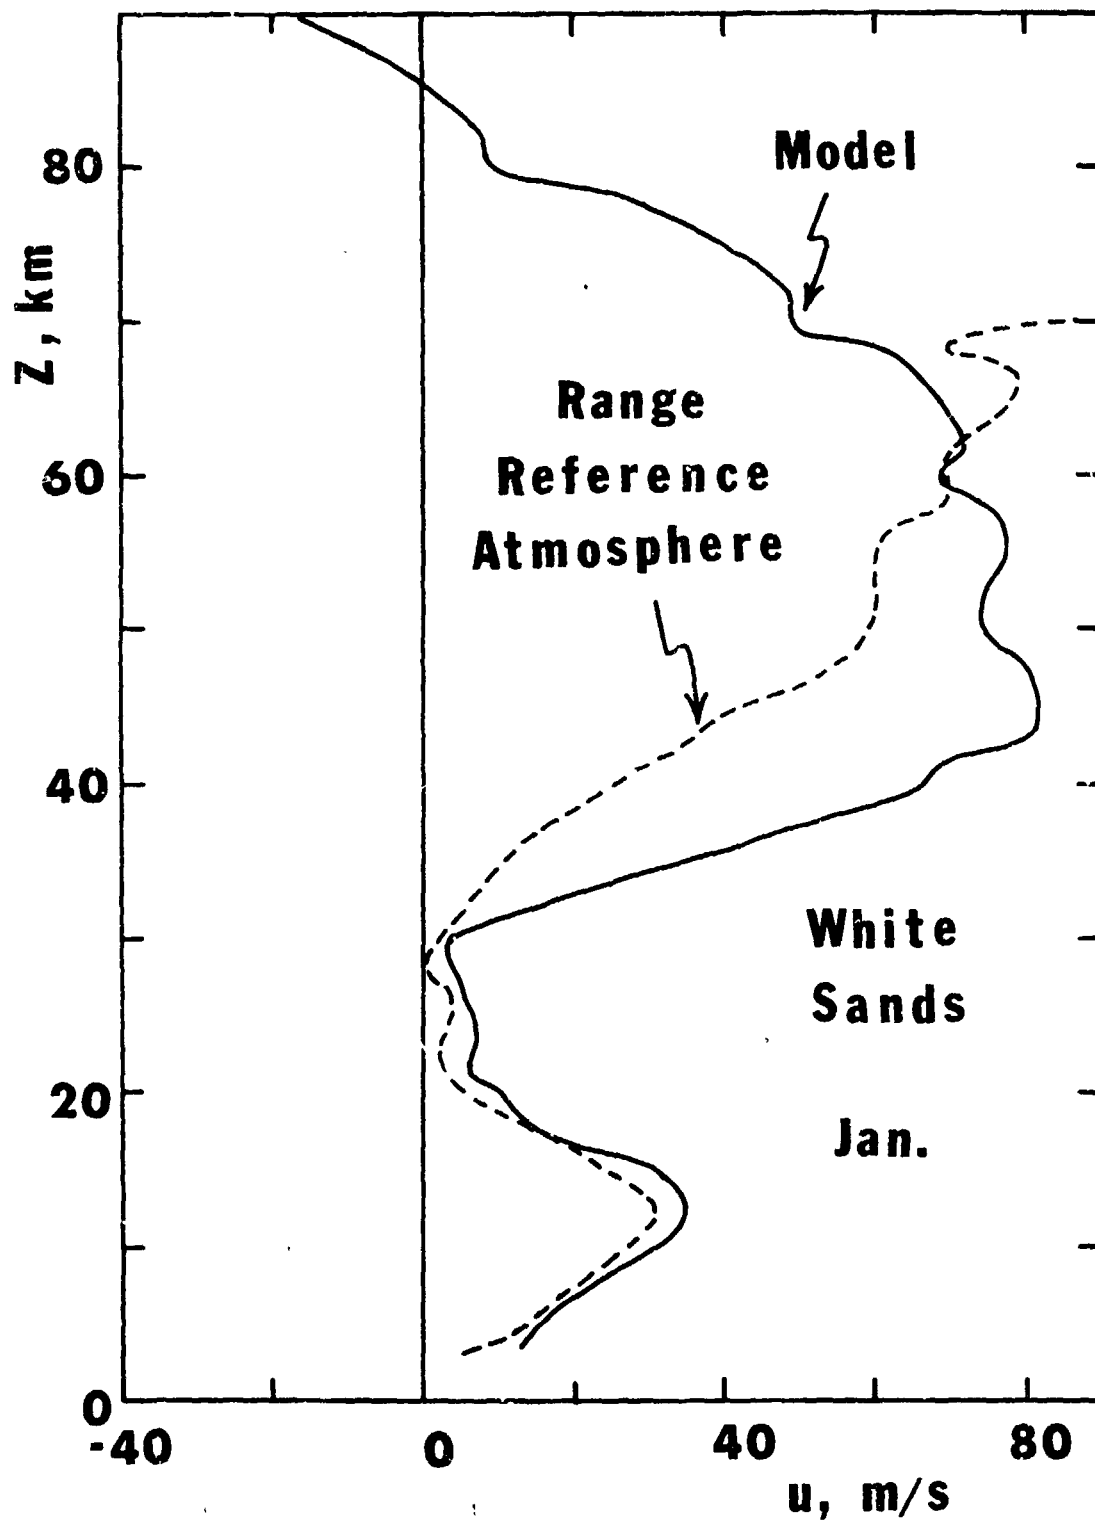 80
Model
Z, km
Range
Reference
Atmosphere
60
40
White
Sands
20
Jan.
0
-40 0 40 80
u, m/s